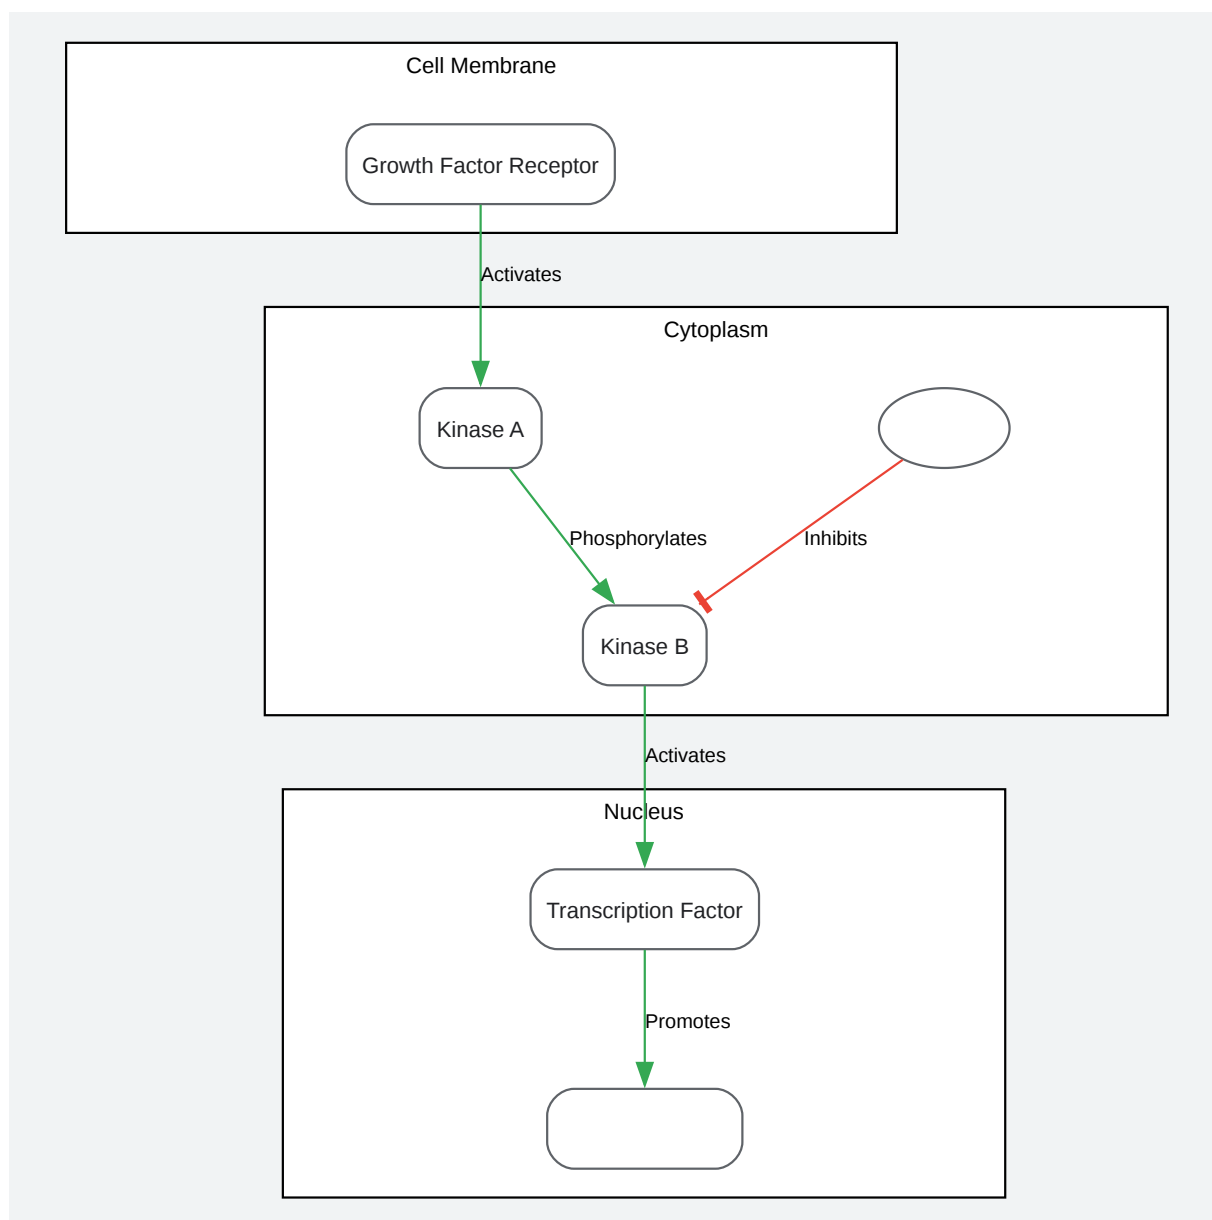 Cell Membrane
Growth Factor Receptor
Activates
Cytoplasm
Kinase A
Phosphorylates
Inhibits
Kinase B
Activates
Nucleus
Transcription Factor
Promotes